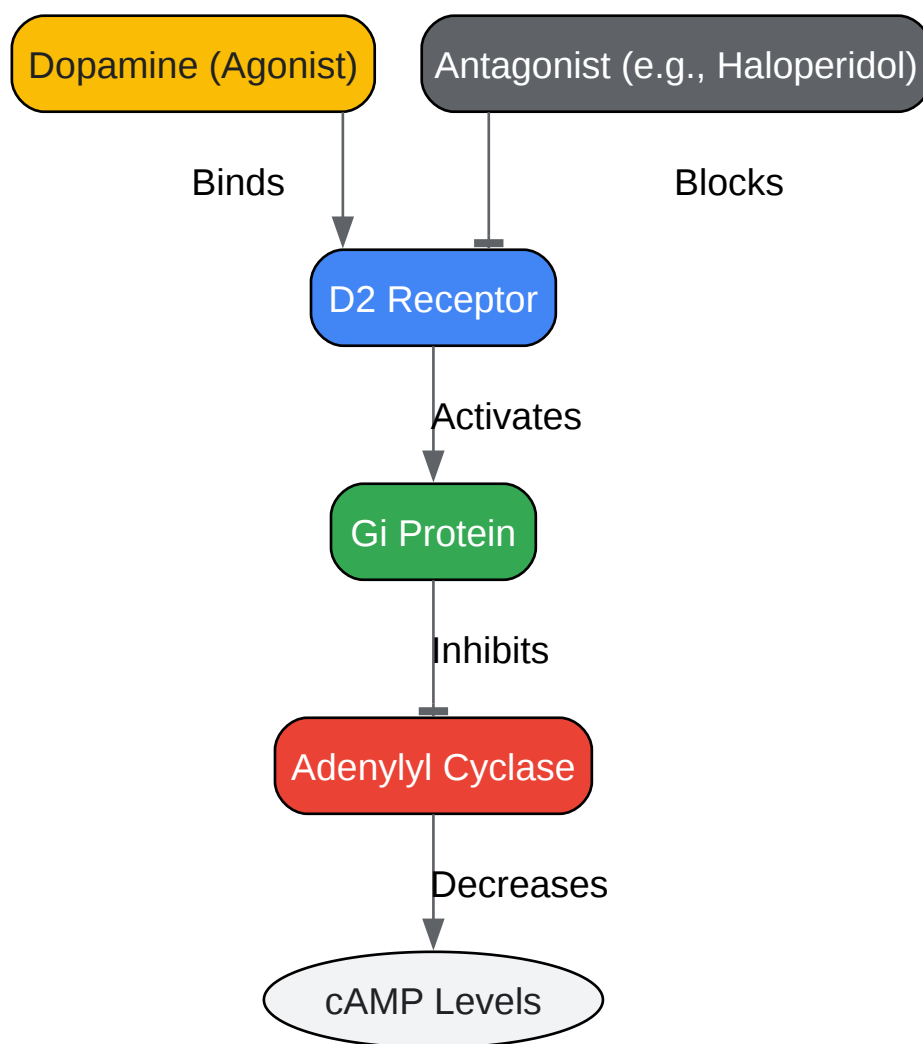 Dopamine (Agonist)
Antagonist (e.g., Haloperidol)
Binds
Blocks
D2 Receptor
Activates
Gi Protein
Inhibits
Adenylyl Cyclase
Decreases
cAMP Levels